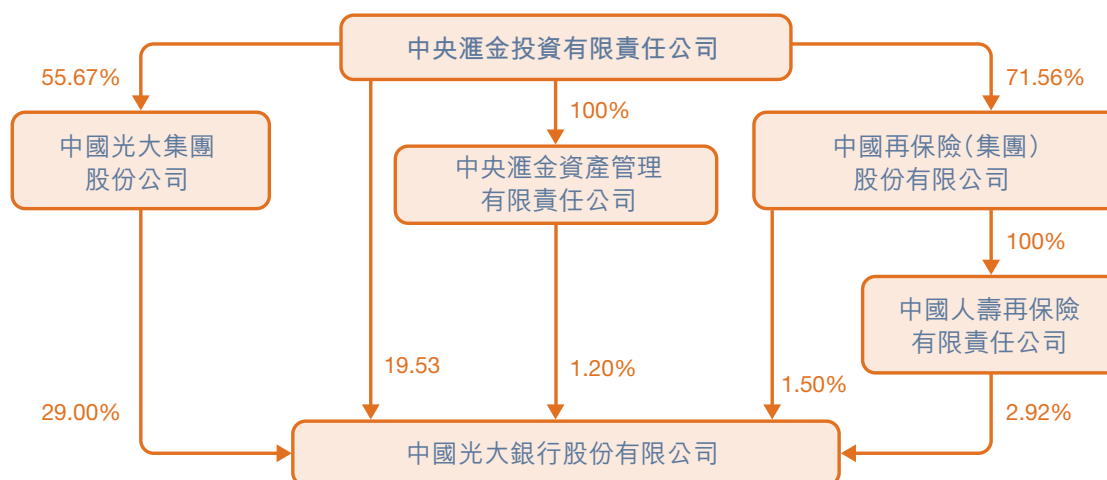 中央滙金投資有限責任公司
55.67%
71.56%
100%
中國光大集團
股份公司
中央滙金資產管理
有限責任公司
中國再保險(集團)
股份有限公司
100%
中國人壽再保險
有限責任公司
29.00%
19.53
1.20%
1.50%
2.92%
中國光大銀行股份有限公司